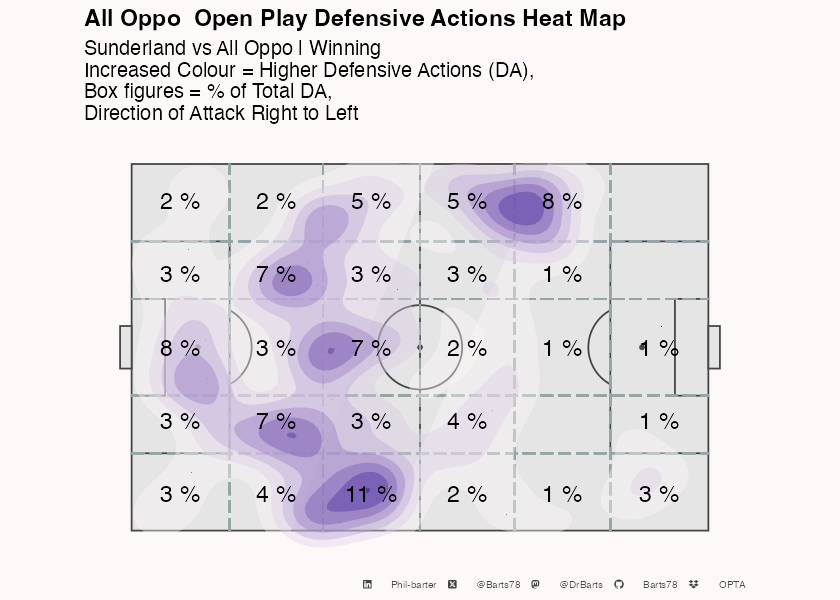 All Oppo  Open Play Defensive Actions Heat Map
Sunderland vs All Oppo | Winning
Increased Colour = Higher Defensive Actions (DA),
Box figures = % of Total DA,
Direction of Attack Right to Left
2 % 2 % 5 % 5 % 8 %
3 % 7 % 3 % 3 % 1 %
8 % 3 % 7 % 2 % 1 % 1 %
3 % 7 % 3 % 4 % 1 %
3 % 4 % 11 % 2 % 1 % 3 %
Phil-barter @Barts78 @DrBarts Barts78 OPTA